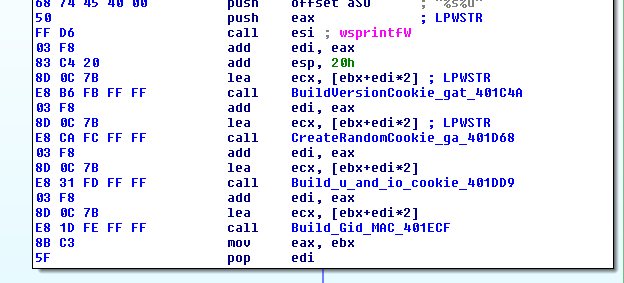 68 74 45 40 00 push offset aSU ; "%s%u"
50 push eax ; LPWSTR
FF D6 call esi ; wsprintfW
03 F8 add edi, eax
83 C4 20 add esp, 20h
8D 0C 7B lea ecx, [ebx+edi*2] ; LPWSTR
E8 B6 FB FF FF call BuildVersionCookie_gat_401C4A
03 F8 add edi, eax
8D 0C 7B lea ecx, [ebx+edi*2] ; LPWSTR
E8 CA FC FF FF call CreateRandomCookie_ga_401D68
03 F8 add edi, eax
8D 0C 7B lea ecx, [ebx+edi*2]
E8 31 FD FF FF call Build_u_and_io_cookie_401DD9
03 F8 add edi, eax
8D 0C 7B lea ecx, [ebx+edi*2]
E8 1D FE FF FF call Build_Gid_MAC_401ECF
8B C3 mov eax, ebx
5F pop edi